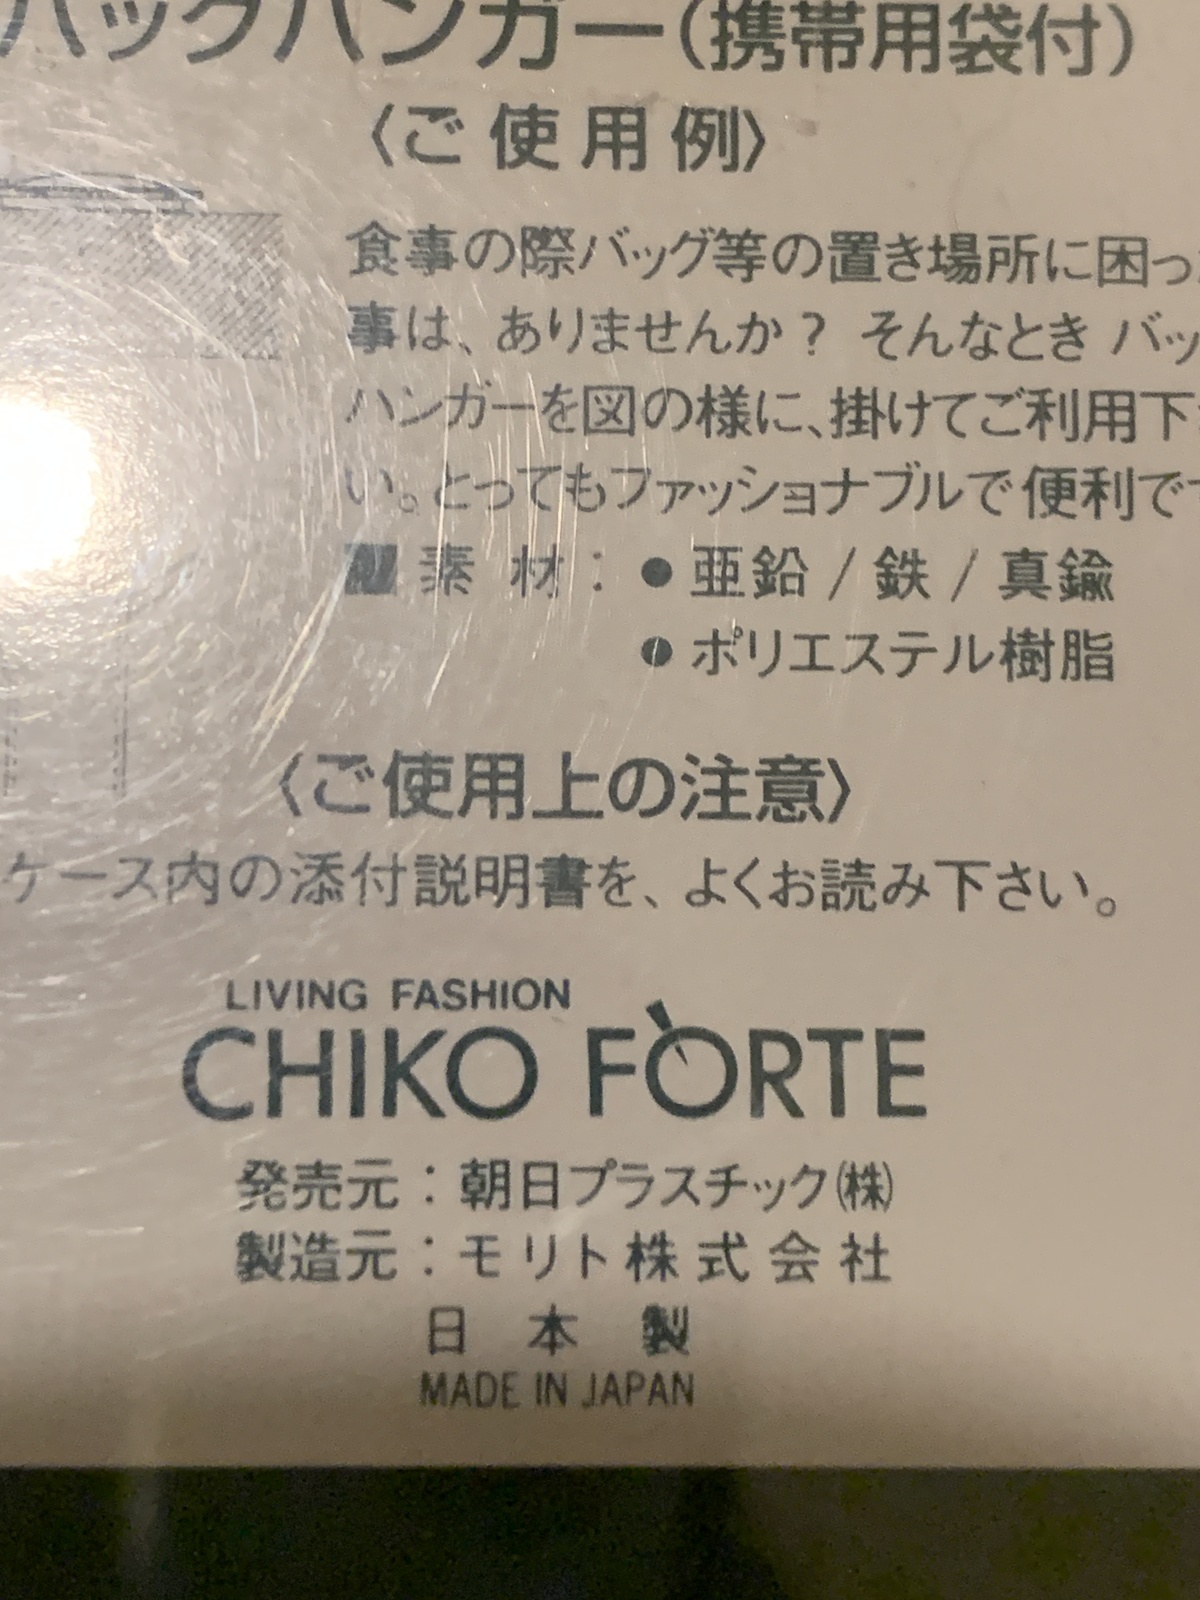 バッグハンガー(携帯用袋付)
〈ご使用例〉
食事の際バッグ等の置き場所に困っ
事は、ありませんか? そんなとき バッ
ハンガーを図の様に、掛けてご利用下
い。とってもファッショナブルで便利で
素 材:●亜鉛 / 鉄 / 真鍮
●ポリエステル樹脂
〈ご使用上の注意〉
ケース内の添付説明書を、よくお読み下さい。
LIVING FASHION
CHIKO FORTE
発売元:朝日プラスチック㈱
製造元:モリト株式会社
日本製
MADE IN JAPAN